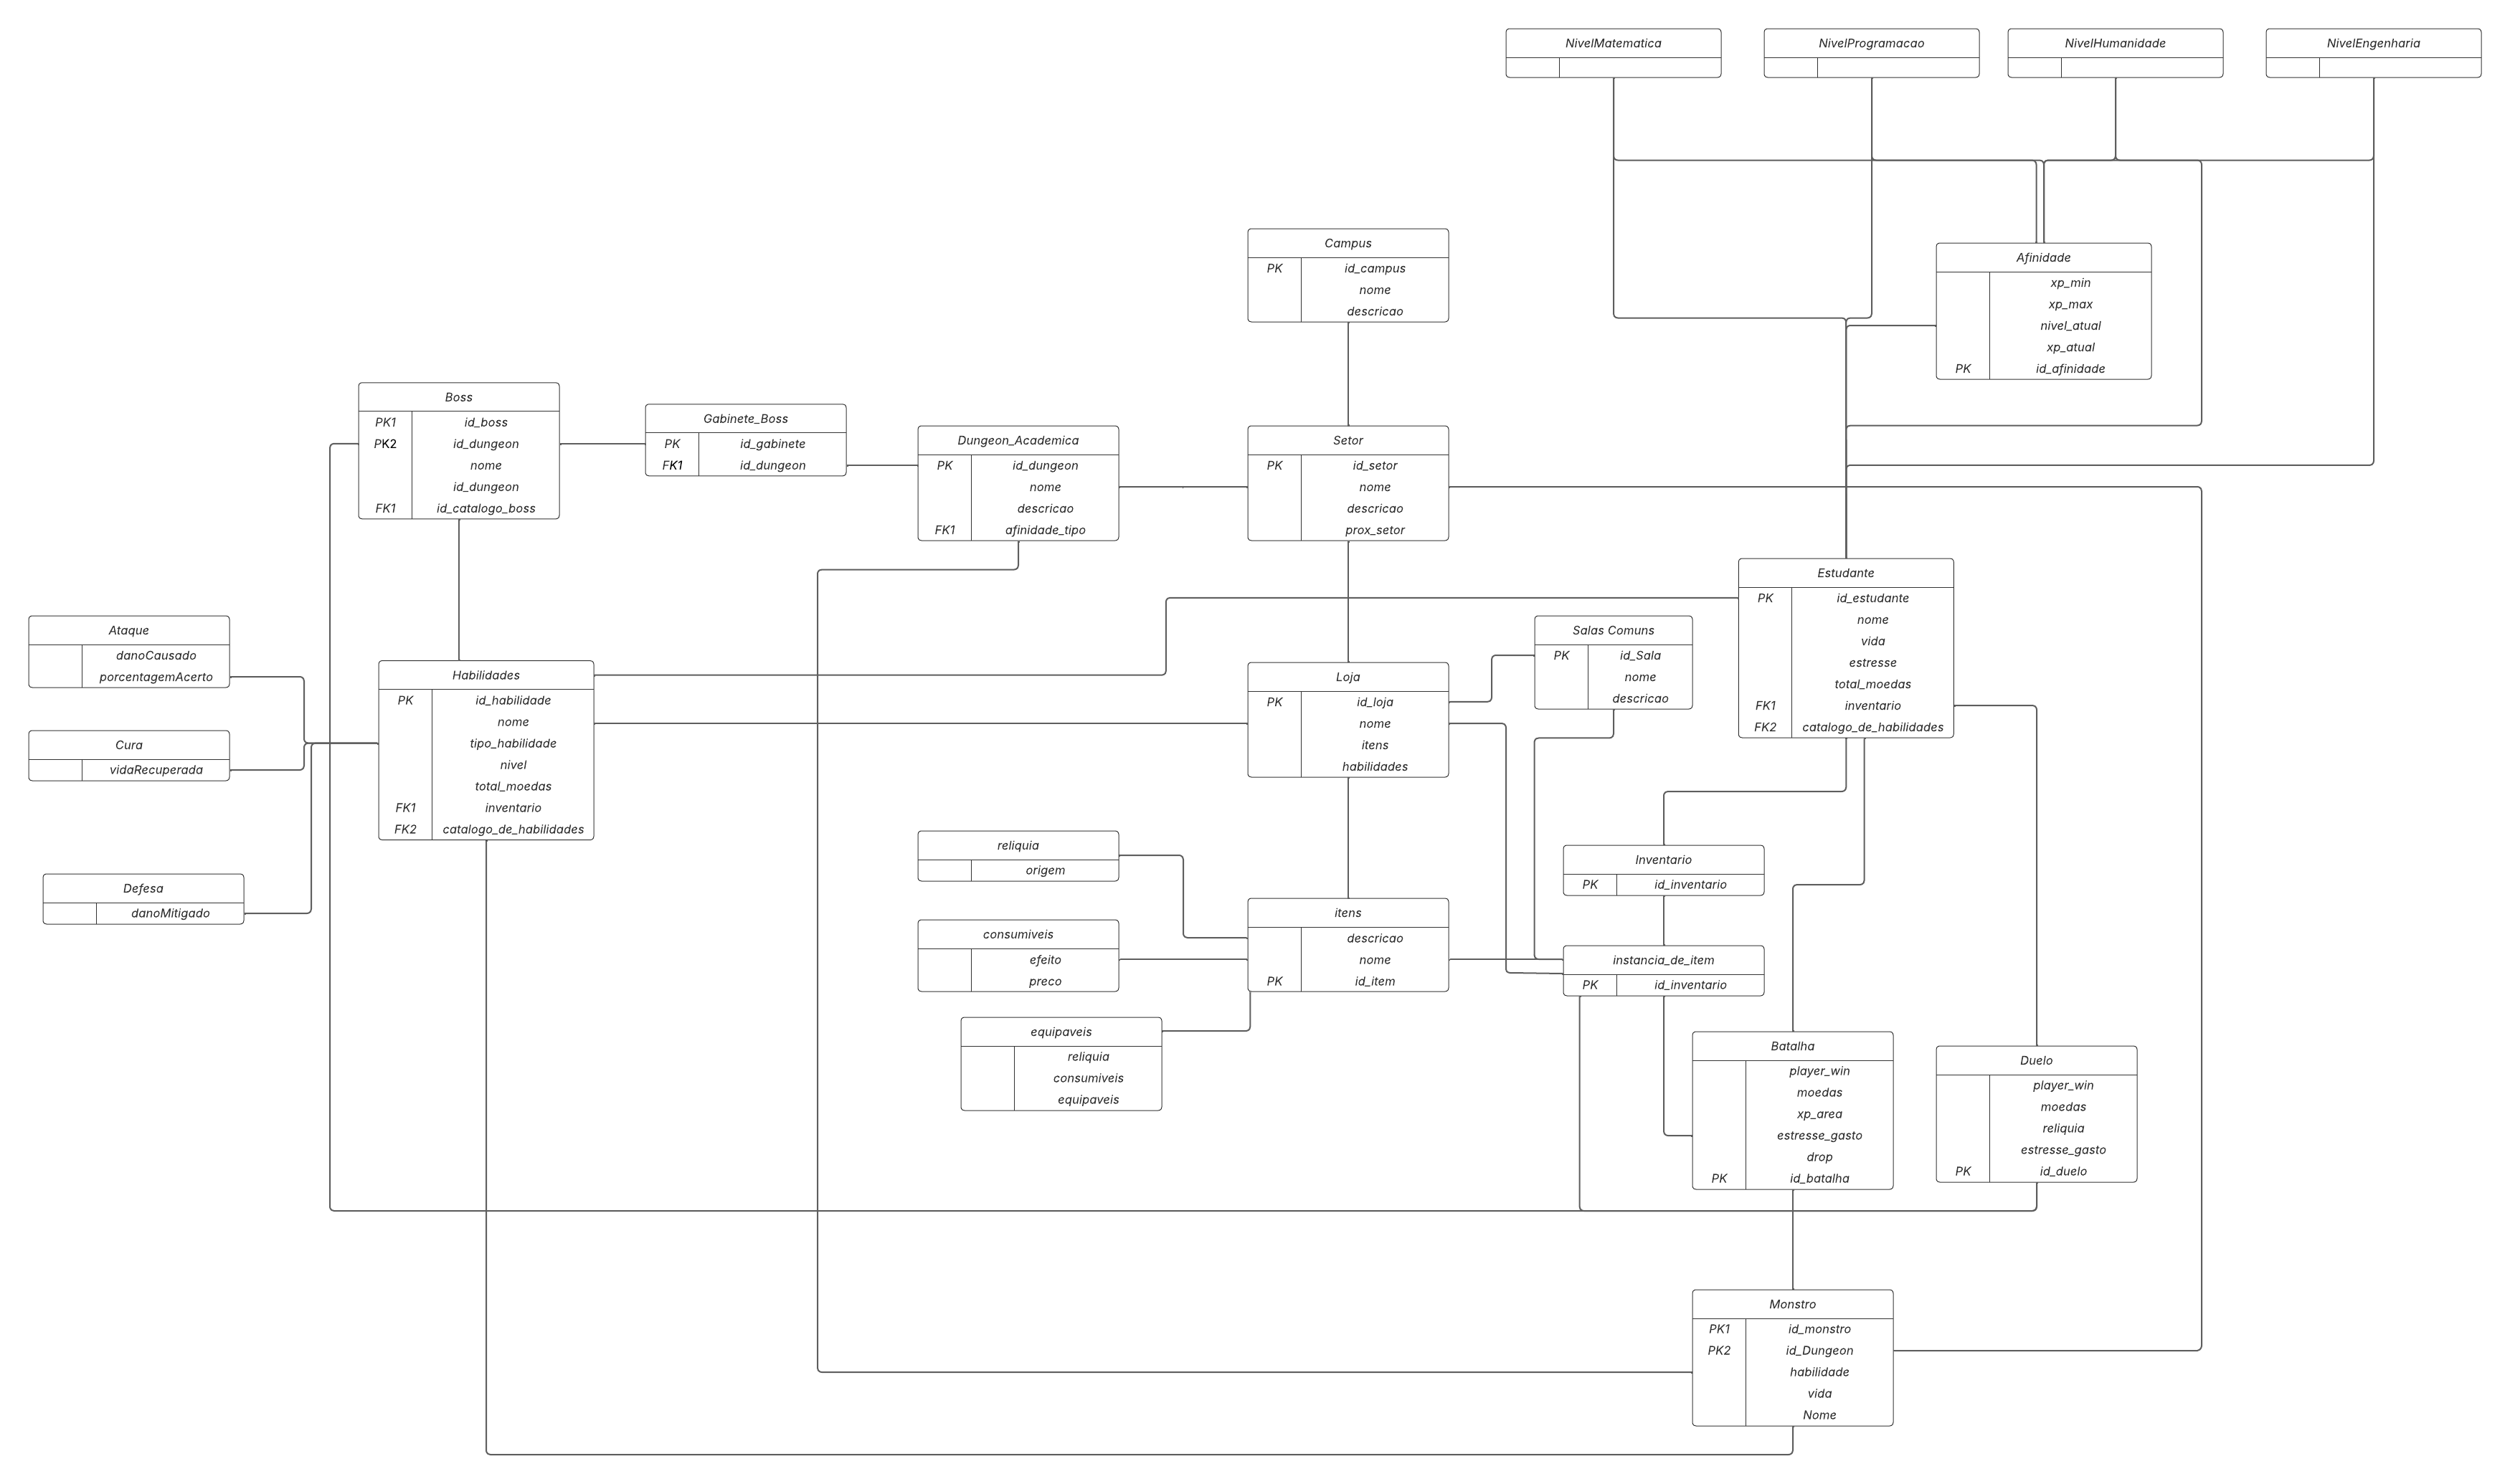 NivelMatematica
NivelProgramacao
NivelHumanidade
NivelEngenharia
Campus
PK id_campus
nome
descricao
Afinidade
xp_min
xp_max
nivel_atual
xp_atual
PK id_afinidade
Boss
PK1 id_boss
PK2 id_dungeon
nome
id_dungeon
FK1 id_catalogo_boss
Gabinete_Boss
PK id_gabinete
FK1 id_dungeon
Dungeon_Academica
PK id_dungeon
nome
descricao
FK1 afinidade_tipo
Setor
PK id_setor
nome
descricao
prox_setor
Estudante
PK id_estudante
nome
vida
estresse
total_moedas
FK1 inventario
FK2 catalogo_de_habilidades
Ataque
danoCausado
porcentagemAcerto
Salas Comuns
PK id_Sala
nome
descricao
Habilidades
PK id_habilidade
nome
tipo_habilidade
nivel
total_moedas
FK1 inventario
FK2 catalogo_de_habilidades
Loja
PK id_loja
nome
itens
habilidades
Cura
vidaRecuperada
reliquia
origem
Inventario
PK id_inventario
Defesa
danoMitigado
itens
descricao
nome
PK id_item
consumiveis
efeito
preco
instancia_de_item
PK id_inventario
equipaveis
reliquia
consumiveis
equipaveis
Batalha
player_win
moedas
xp_area
estresse_gasto
drop
PK id_batalha
Duelo
player_win
moedas
reliquia
estresse_gasto
PK id_duelo
Monstro
PK1 id_monstro
PK2 id_Dungeon
habilidade
vida
Nome